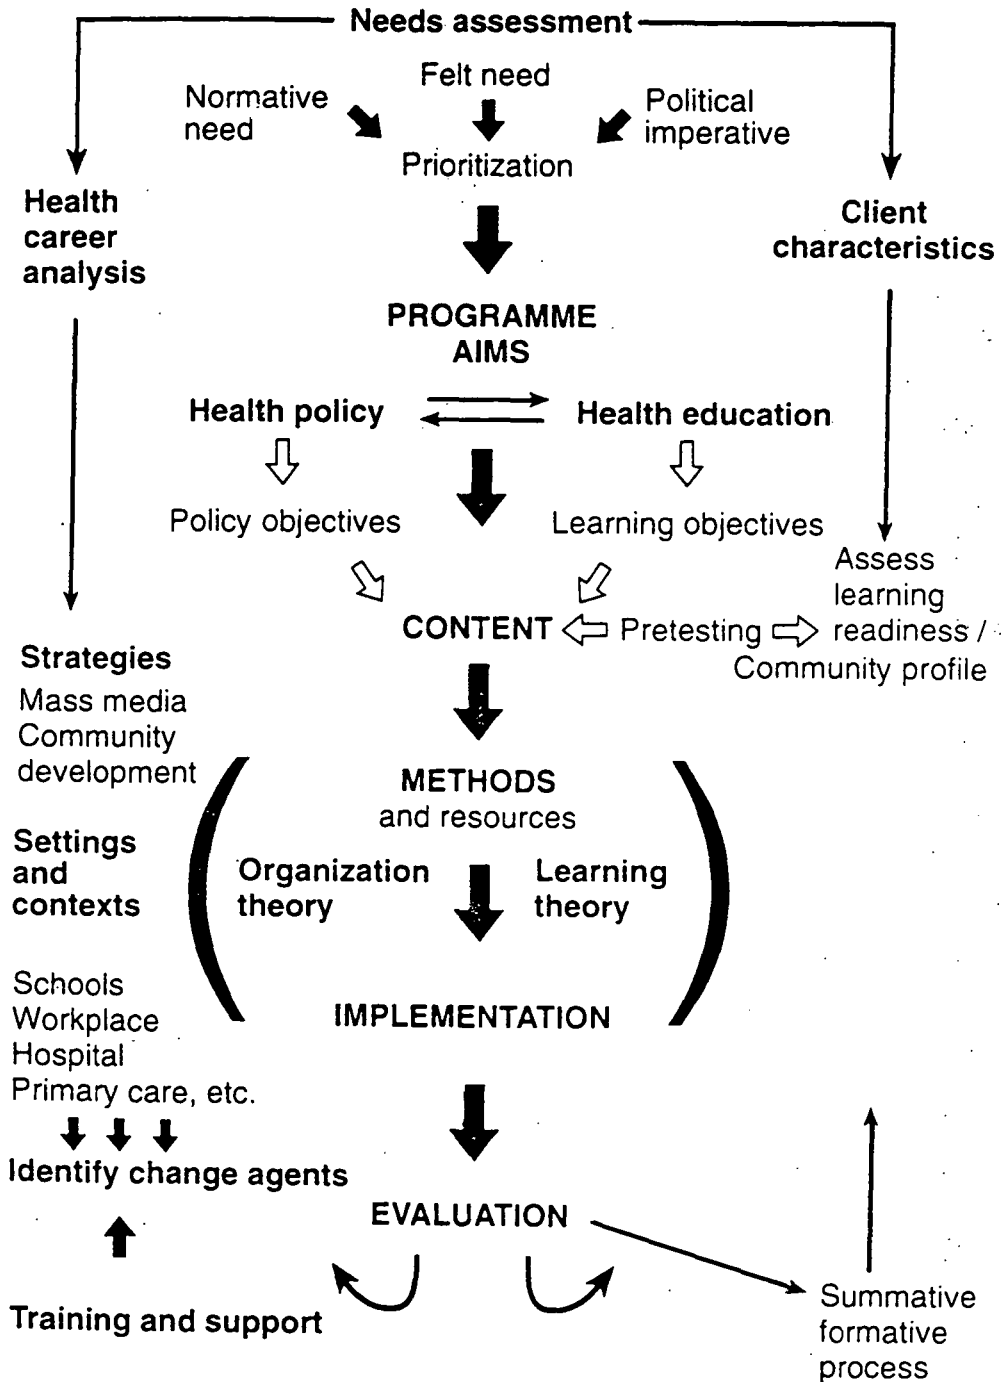 Needs assessment
Felt need
Normative
need
Political
imperative
Prioritization
Health
career
analysis
Client
characteristics
PROGRAMME
AIMS
Health policy
Health education
Policy objectives
Learning objectives
Assess
learning
readiness /
Community profile
CONTENT
Pretesting
Strategies
Mass media
Community
development
METHODS
and resources
Settings
and
contexts
Organization
theory
Learning
theory
Schools
Workplace
Hospital
Primary care, etc.
IMPLEMENTATION
Identify change agents
EVALUATION
Training and support
Summative
formative
process